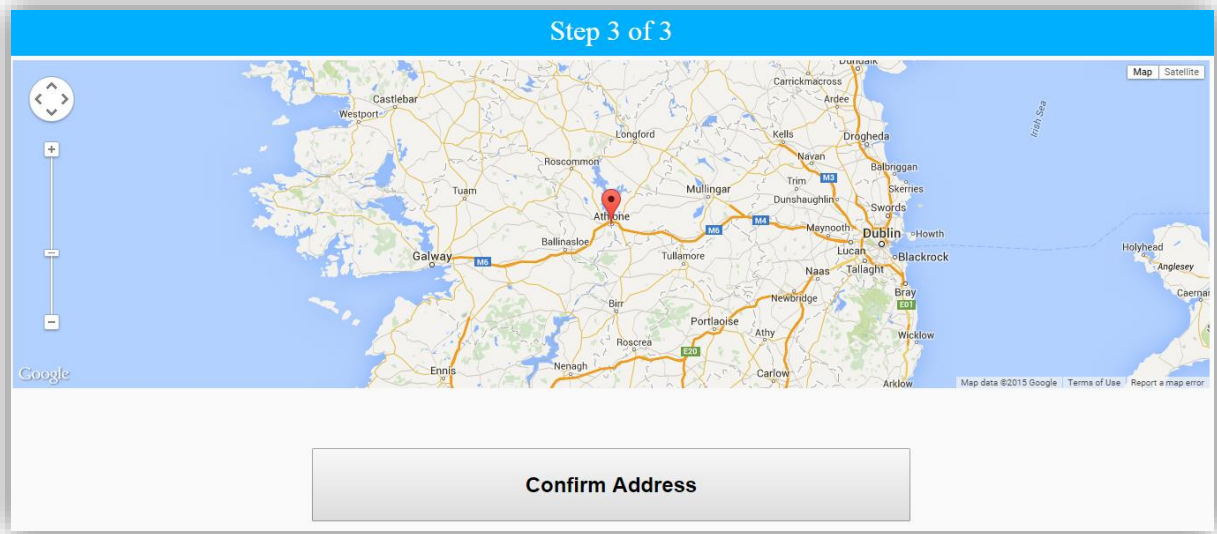 Step 3 of 3
Dundalk
Map Satellite
Carrickmacross
Castlebar
Ardee
Westport
Irish Sea
Longford
Kells
Drogheda
Roscommon
Navan
Balbriggan
Mullingar
Trim
M3
Tuam
Dunshaughlin
Skerries
Athlone
Swords
M4
M6
Maynooth
Dublin
Howth
Ballinasloe
Holyhead
Galway
M6
Tullamore
Lucan
Blackrock
Naas
Tallaght
Anglesey
Birr
Newbridge
Bray
E01
Caernar
Portlaoise
Athy
Wicklow
Roscrea
E20
Ennis
Nenagh
Carlow
Arklow
Google
Map data ©2015 Google Terms of Use Report a map error
Confirm Address